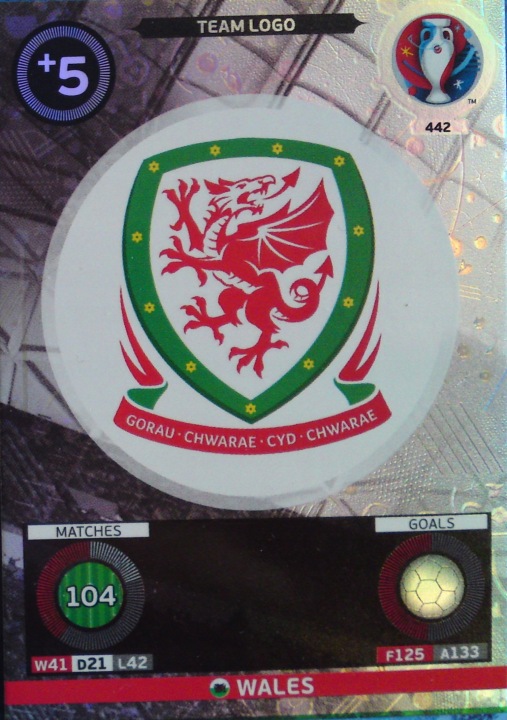 TEAM LOGO
+5
TM
442
GORAU · CHWARAE · CYD · CHWARAE
MATCHES
GOALS
104
W41 D21 L42
F125 A133
WALES